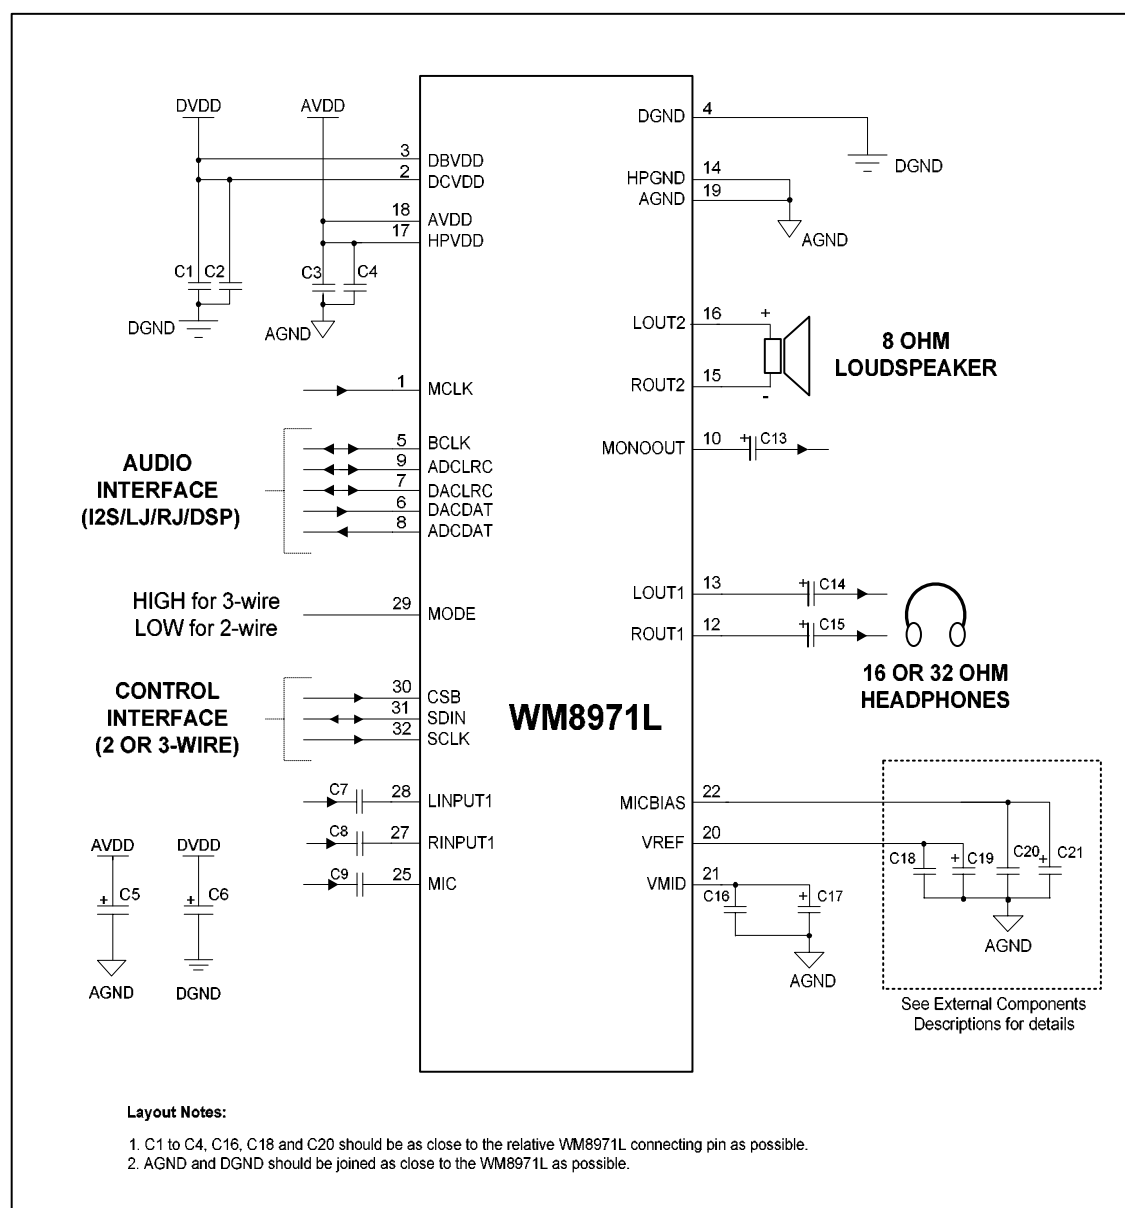 DVDD
AVDD
3 DBVDD
2 DCVDD
18 AVDD
17 HPVDD
C1 C2
C3 C4
DGND
AGND
1 MCLK
AUDIO
INTERFACE
(I2S/LJ/RJ/DSP)
5 BCLK
9 ADCLRC
7 DACLRC
6 DACDAT
8 ADCDAT
HIGH for 3-wire
LOW for 2-wire
29 MODE
CONTROL
INTERFACE
(2 OR 3-WIRE)
30 CSB
31 SDIN
32 SCLK
C7 28 LINPUT1
C8 27 RINPUT1
C9 25 MIC
AVDD
+ C5
AGND
DVDD
+ C6
DGND
WM8971L
DGND 4
DGND
HPGND 14
AGND 19
AGND
LOUT2 16
+
ROUT2 15
-
8 OHM
LOUDSPEAKER
MONOOUT 10 + C13
LOUT1 13 + C14
ROUT1 12 + C15
16 OR 32 OHM
HEADPHONES
MICBIAS 22
VREF 20
VMID 21
C16 + C17
AGND
C18 + C19 C20 + C21
AGND
See External Components
Descriptions for details
Layout Notes:
1. C1 to C4, C16, C18 and C20 should be as close to the relative WM8971L connecting pin as possible.
2. AGND and DGND should be joined as close to the WM8971L as possible.